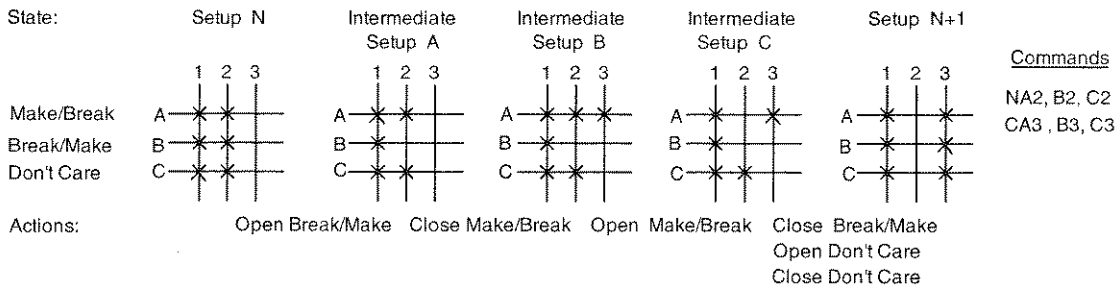 State: Setup N Intermediate Intermediate Intermediate Setup N+1
Setup A Setup B Setup C
Commands
1 2 3 1 2 3 1 2 3 1 2 3 1 2 3
NA2, B2, C2
Make/Break A A A A A
CA3 , B3, C3
Break/Make B B B B B
Don't Care C C C C C
Actions: Open Break/Make Close Make/Break Open Make/Break Close Break/Make
Open Don't Care
Close Don't Care